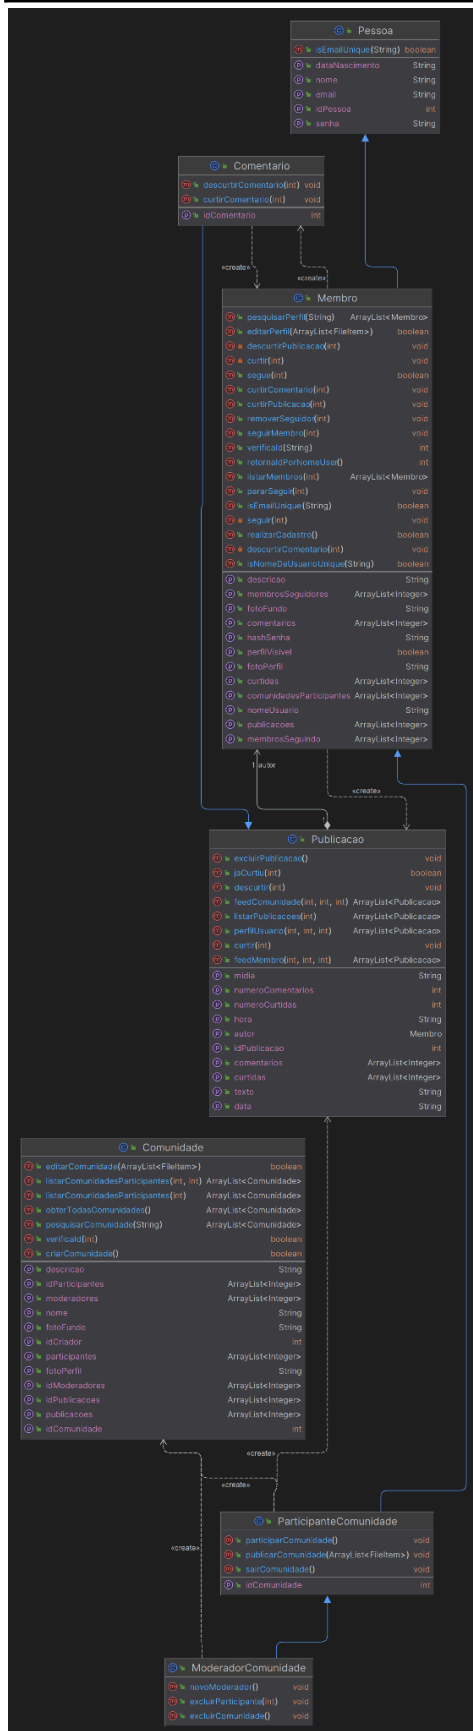 Pessoa
isEmailUnique(String) boolean
dataNascimento String
nome String
email String
idPessoa int
senha String
Comentario
descurtirComentario(int) void
curtirComentario(int) void
idComentario int
«create»
«create»
Membro
pesquisarPerfil(String) ArrayList<Membro>
editarPerfil(ArrayList<FileItem>) boolean
descurtirPublicacao(int) void
curtir(int) void
segue(int) boolean
curtirComentario(int) void
curtirPublicacao(int) void
removerSeguidor(int) void
seguirMembro(int) void
verificaId(String) int
retornaIdPorNomeUser() int
listarMembros(int) ArrayList<Membro>
pararSeguir(int) void
isEmailUnique(String) boolean
seguir(int) void
realizarCadastro() boolean
descurtirComentario(int) void
isNomeDeUsuarioUnique(String) boolean
descricao String
membrosSeguidores ArrayList<Integer>
fotoFundo String
comentarios ArrayList<Integer>
hashSenha String
perfilVisivel boolean
fotoPerfil String
curtidas ArrayList<Integer>
comunidadesParticipantes ArrayList<Integer>
nomeUsuario String
publicacoes ArrayList<Integer>
membrosSeguindo ArrayList<Integer>
1 autor
«create»
1
Publicacao
excluirPublicacao() void
jaCurtiu(int) boolean
descurtir(int) void
feedComunidade(int, int, int) ArrayList<Publicacao>
listarPublicacoes(int) ArrayList<Publicacao>
perfilUsuario(int, int, int) ArrayList<Publicacao>
curtir(int) void
feedMembro(int, int, int) ArrayList<Publicacao>
midia String
numeroComentarios int
numeroCurtidas int
hora String
autor Membro
idPublicacao int
comentarios ArrayList<Integer>
curtidas ArrayList<Integer>
texto String
data String
Comunidade
editarComunidade(ArrayList<FileItem>) boolean
listarComunidadesParticipantes(int, int) ArrayList<Comunidade>
listarComunidadesParticipantes(int) ArrayList<Comunidade>
obterTodasComunidades() ArrayList<Comunidade>
pesquisarComunidade(String) ArrayList<Comunidade>
verificaId(int) boolean
criarComunidade() boolean
descricao String
idParticipantes ArrayList<Integer>
moderadores ArrayList<Integer>
nome String
fotoFundo String
idCriador int
participantes ArrayList<Integer>
fotoPerfil String
idModeradores ArrayList<Integer>
idPublicacoes ArrayList<Integer>
publicacoes ArrayList<Integer>
idComunidade int
«create»
«create»
«create»
ParticipanteComunidade
participarComunidade() void
publicarComunidade(ArrayList<FileItem>) void
sairComunidade() void
idComunidade int
ModeradorComunidade
novoModerador() void
excluirParticipante(int) void
excluirComunidade() void